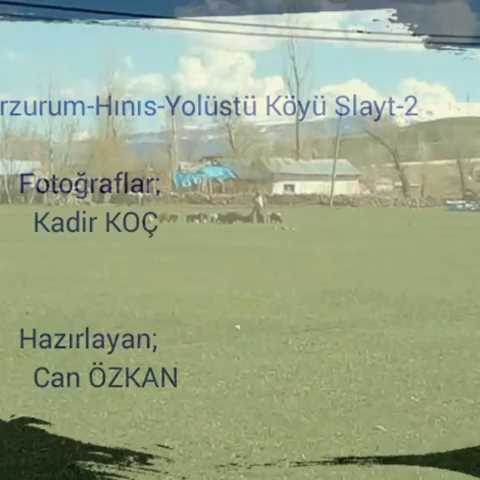 rzurum-Hınıs-Yolüstü Köyü Slayt-2
Fotoğraflar;
Kadir KOÇ
Hazırlayan;
Can ÖZKAN